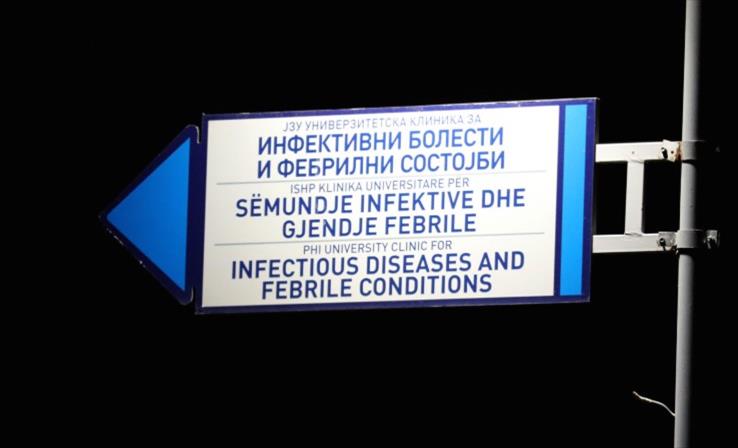 ЈЗУ УНИВЕРЗИТЕТСКА КЛИНИКА ЗА
ИНФЕКТИВНИ БОЛЕСТИ
И ФЕБРИЛНИ СОСТОЈБИ
ISHP KLINIKA UNIVERSITARE PER
SËMUNDJE INFEKTIVE DHE
GJENDJE FEBRILE
PHI UNIVERSITY CLINIC FOR
INFECTIOUS DISEASES AND
FEBRILE CONDITIONS